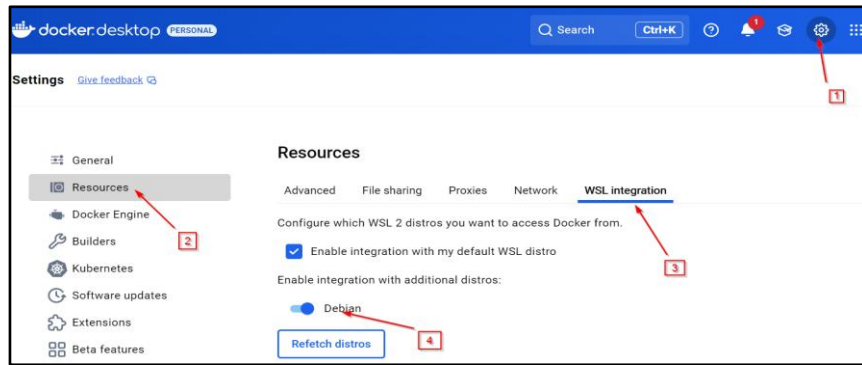 docker.desktop PERSONAL Search Ctrl+K 1
Settings Give feedback
1
General
Resources
Docker Engine
2
Builders
Kubernetes
Software updates
Extensions
Beta features
Resources
Advanced File sharing Proxies Network WSL integration
Configure which WSL 2 distros you want to access Docker from.
Enable integration with my default WSL distro
3
Enable integration with additional distros:
Debian
4
Refetch distros